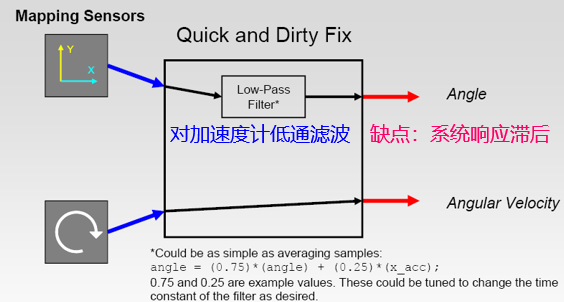 Mapping Sensors
Quick and Dirty Fix
Y
X
Low-Pass
Filter*
Angle
对加速度计低通滤波
缺点：系统响应滞后
Angular Velocity
*Could be as simple as averaging samples:
angle = (0.75)*(angle) + (0.25)*(x_acc);
0.75 and 0.25 are example values. These could be tuned to change the time
constant of the filter as desired.